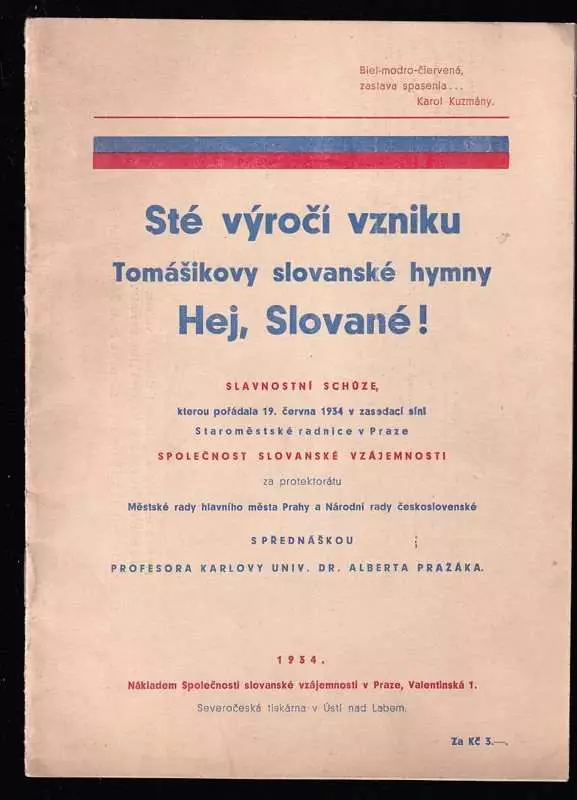 Biel-modro-čiervená,
zastava spasenia...
Karol Kuzmány.
Sté výročí vzniku
Tomášikovy slovanské hymny
Hej, Slované!
SLAVNOSTNÍ SCHŮZE,
kterou pořádala 19. června 1934 v zasedací síni
Staroměstské radnice v Praze
SPOLEČNOST SLOVANSKÉ VZÁJEMNOSTI
za protektorátu
Městské rady hlavního města Prahy a Národní rady československé
S PŘEDNÁŠKOU
PROFESORA KARLOVY UNIV. DR. ALBERTA PRAŽÁKA.
1934.
Nákladem Společnosti slovanské vzájemnosti v Praze, Valentinská 1.
Severočeská tiskárna v Ústí nad Labem.
Za Kč 3.—.